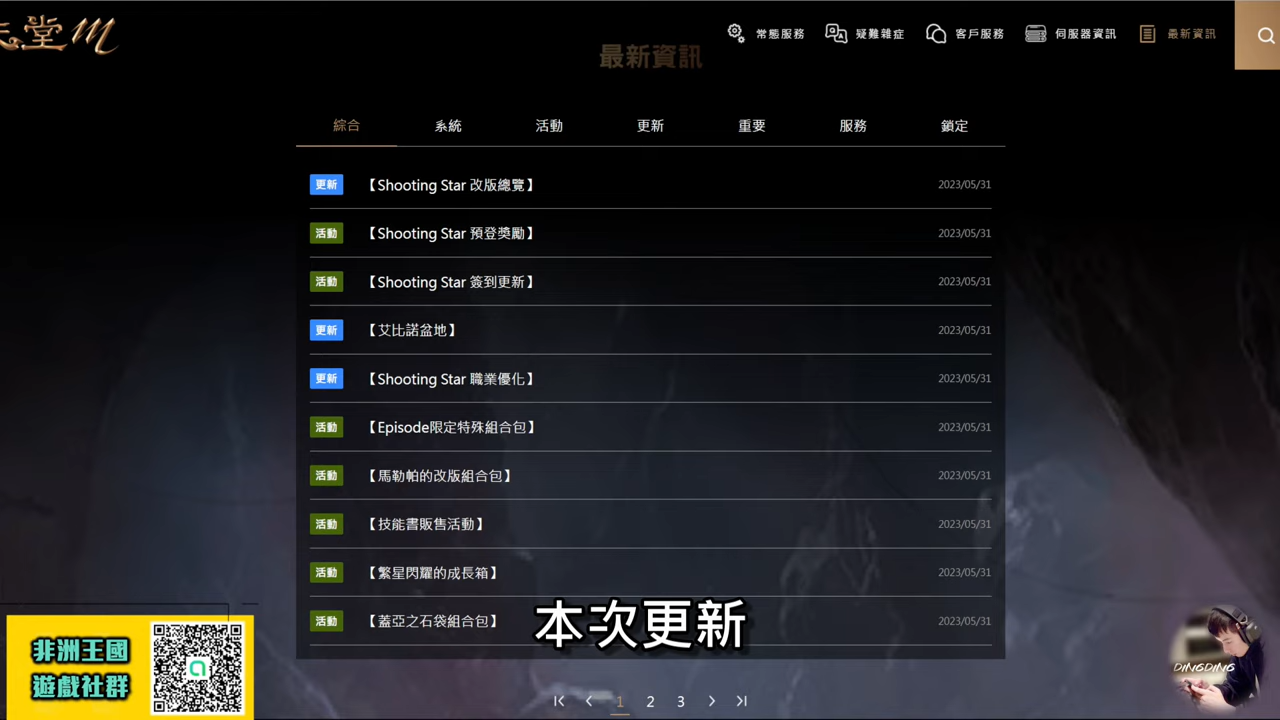 天堂M
常態服務
疑難雜症
客戶服務
伺服器資訊
最新資訊
最新資訊
綜合
系統
活動
更新
重要
服務
鎖定
更新 【Shooting Star 改版總覽】 2023/05/31
活動 【Shooting Star 預登獎勵】 2023/05/31
活動 【Shooting Star 簽到更新】 2023/05/31
更新 【艾比諾盆地】 2023/05/31
更新 【Shooting Star 職業優化】 2023/05/31
活動 【Episode限定特殊組合包】 2023/05/31
活動 【馬勒帕的改版組合包】 2023/05/31
活動 【技能書販售活動】 2023/05/31
活動 【繁星閃耀的成長箱】 2023/05/31
活動 【蓋亞之石袋組合包】 2023/05/31
本次更新
非洲王國
遊戲社群
DINGDING
1 2 3